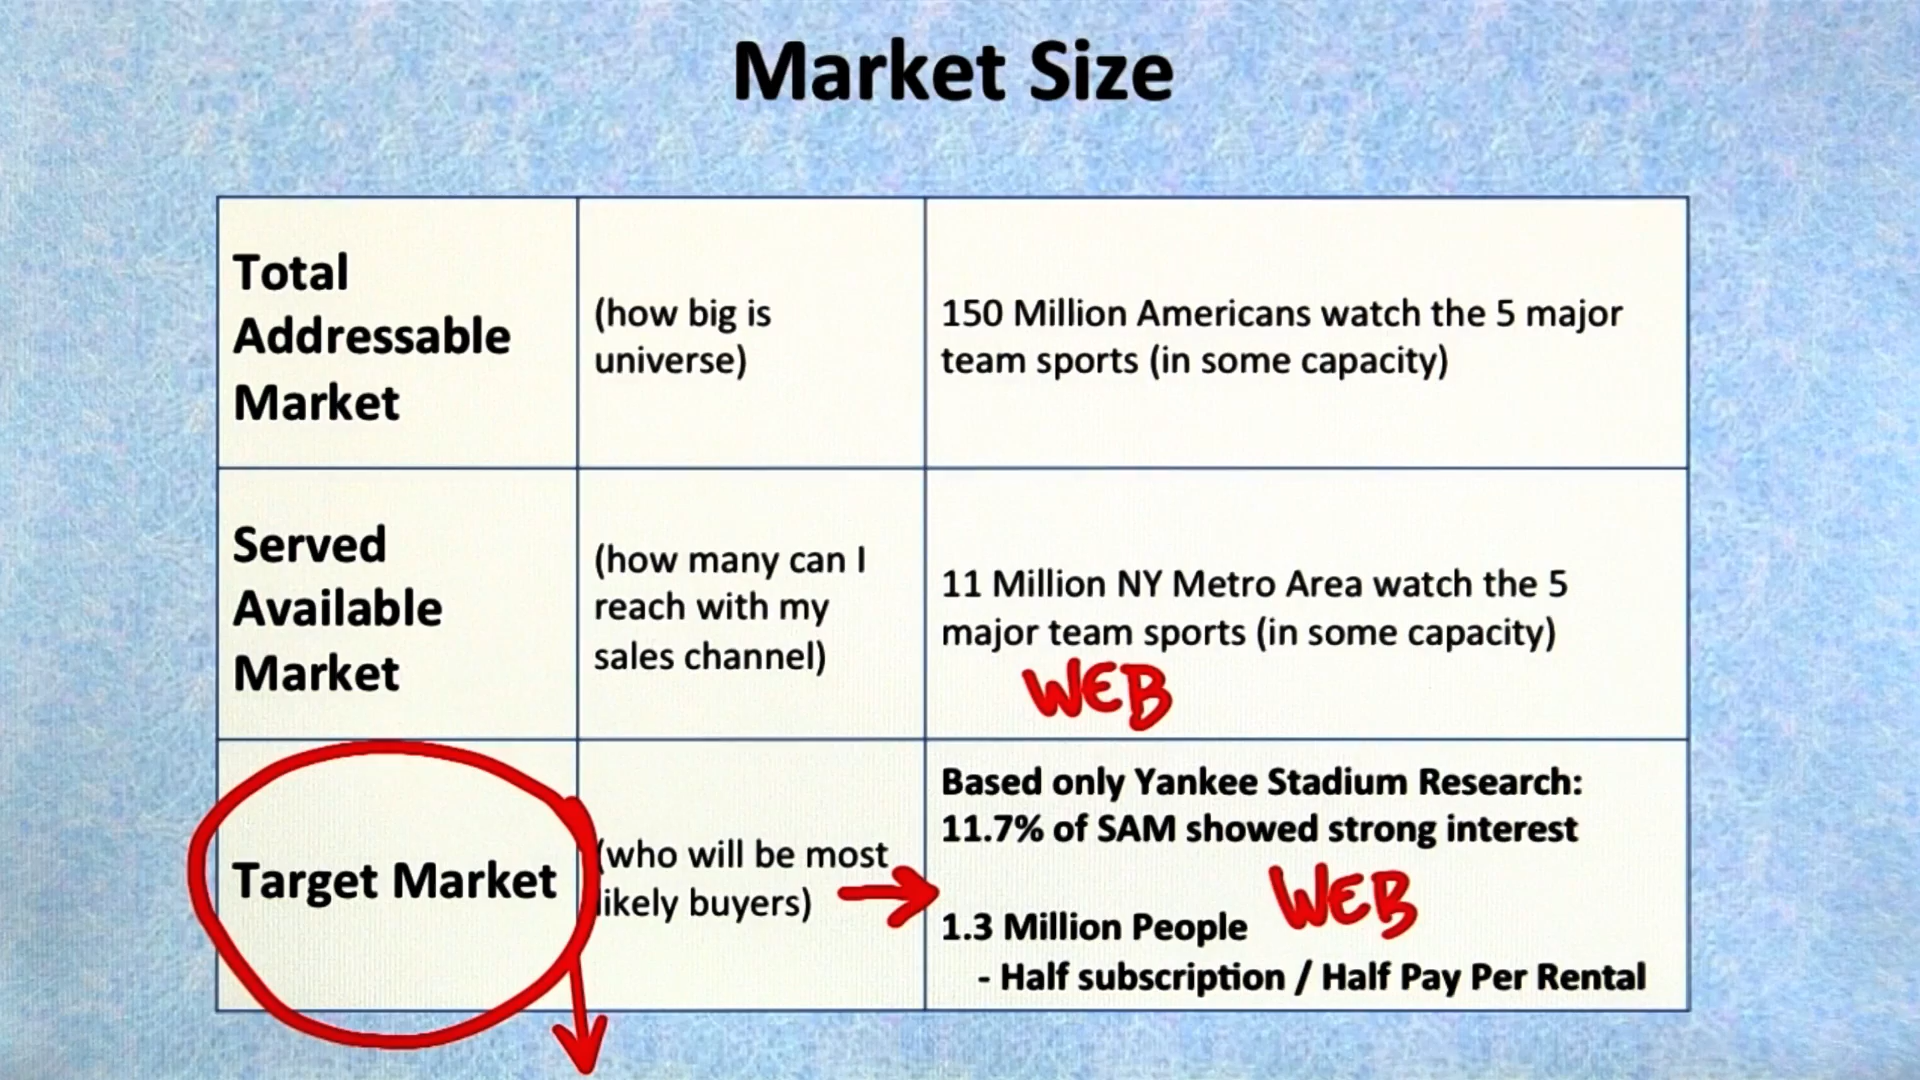 Market Size
Total
Addressable
Market
(how big is
universe)
150 Million Americans watch the 5 major
team sports (in some capacity)
Served
Available
Market
(how many can I
reach with my
sales channel)
11 Million NY Metro Area watch the 5
major team sports (in some capacity)
WEB
Target Market
(who will be most
likely buyers)
Based only Yankee Stadium Research:
11.7% of SAM showed strong interest
WEB
1.3 Million People
- Half subscription / Half Pay Per Rental